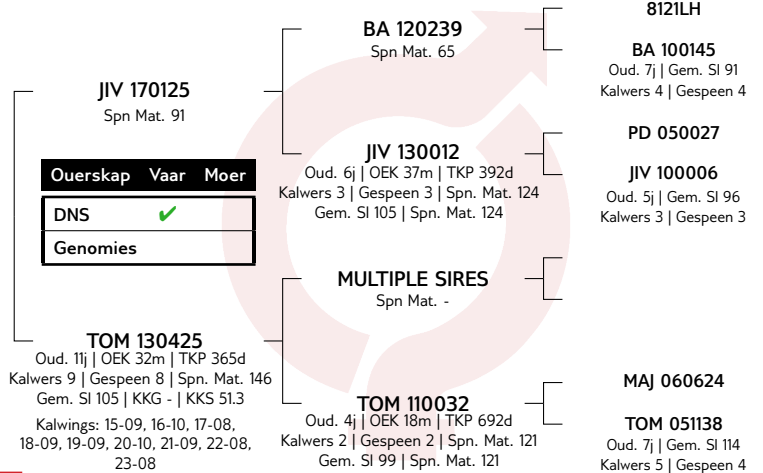 8121LH
BA 120239
Spn Mat. 65
BA 100145
Oud. 7j | Gem. SI 91
Kalwers 4 | Gespeen 4
JIV 170125
Spn Mat. 91
PD 050027
JIV 130012
Oud. 6j | OEK 37m | TKP 392d
Kalwers 3 | Gespeen 3 | Spn. Mat. 124
Gem. SI 105 | Spn. Mat. 124
JIV 100006
Oud. 5j | Gem. SI 96
Kalwers 3 | Gespeen 3
Ouerskap Vaar Moer
DNS ✔
Genomies
MULTIPLE SIRES
Spn Mat. -
TOM 130425
Oud. 11j | OEK 32m | TKP 365d
Kalwers 9 | Gespeen 8 | Spn. Mat. 146
Gem. SI 105 | KKG - | KKS 51.3
Kalwings: 15-09, 16-10, 17-08,
18-09, 19-09, 20-10, 21-09, 22-08,
23-08
MAJ 060624
TOM 110032
Oud. 4j | OEK 18m | TKP 692d
Kalwers 2 | Gespeen 2 | Spn. Mat. 121
Gem. SI 99 | Spn. Mat. 121
TOM 051138
Oud. 7j | Gem. SI 114
Kalwers 5 | Gespeen 4